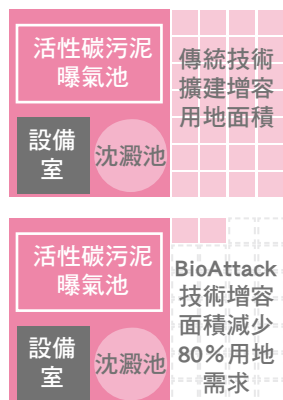 活性碳污泥
曝氣池
設備
室
沈澱池
傳統技術
擴建增容
用地面積
活性碳污泥
曝氣池
設備
室
沈澱池
BioAttack
技術增容
面積減少
80%用地
需求